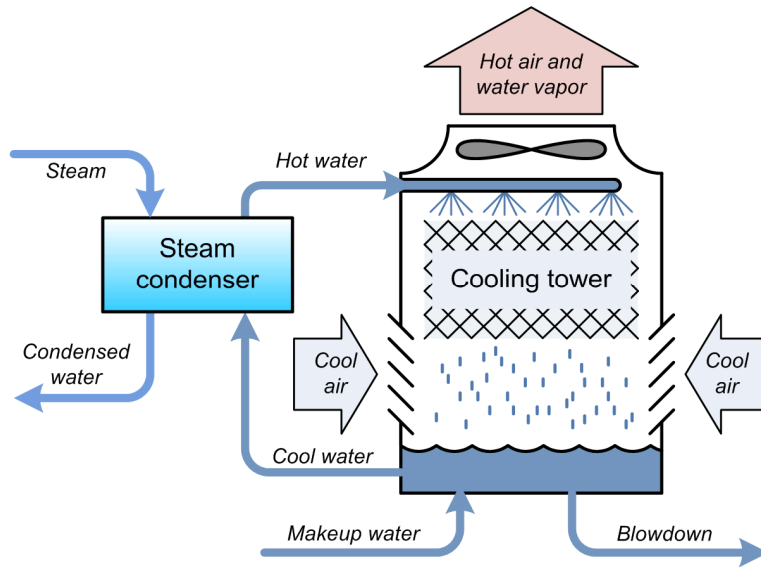 Hot air and
water vapor
Steam
Hot water
Steam
condenser
Cooling tower
Condensed
water
Cool
air
Cool
air
Cool water
Makeup water
Blowdown